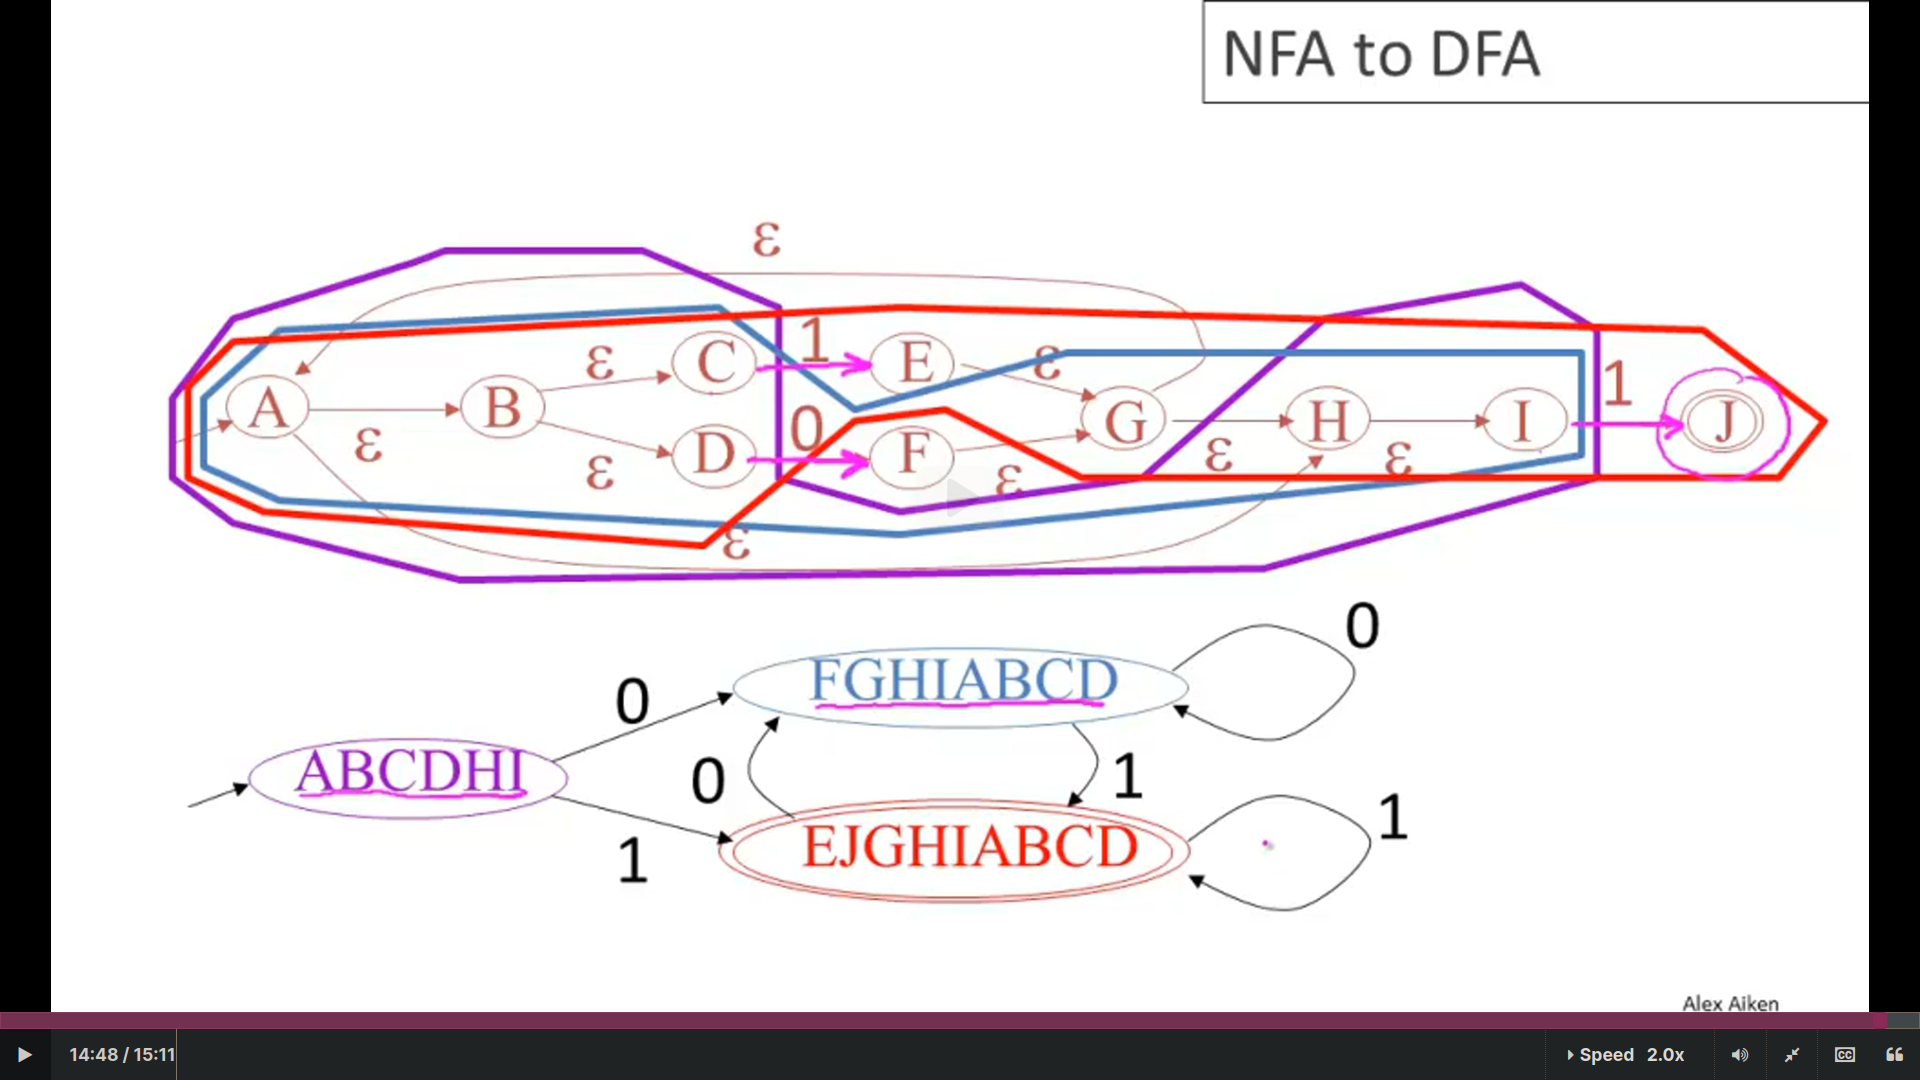 NFA to DFA
ε
C 1 E
ε ε 1
A B G H I J
ε D 0 F ε ε
ε ε
ε
0
FGHIABCD
0
ABCDHI 0 1
EJGHIABCD 1
1
Alex Aiken
14:48 / 15:11 Speed 2.0x CC